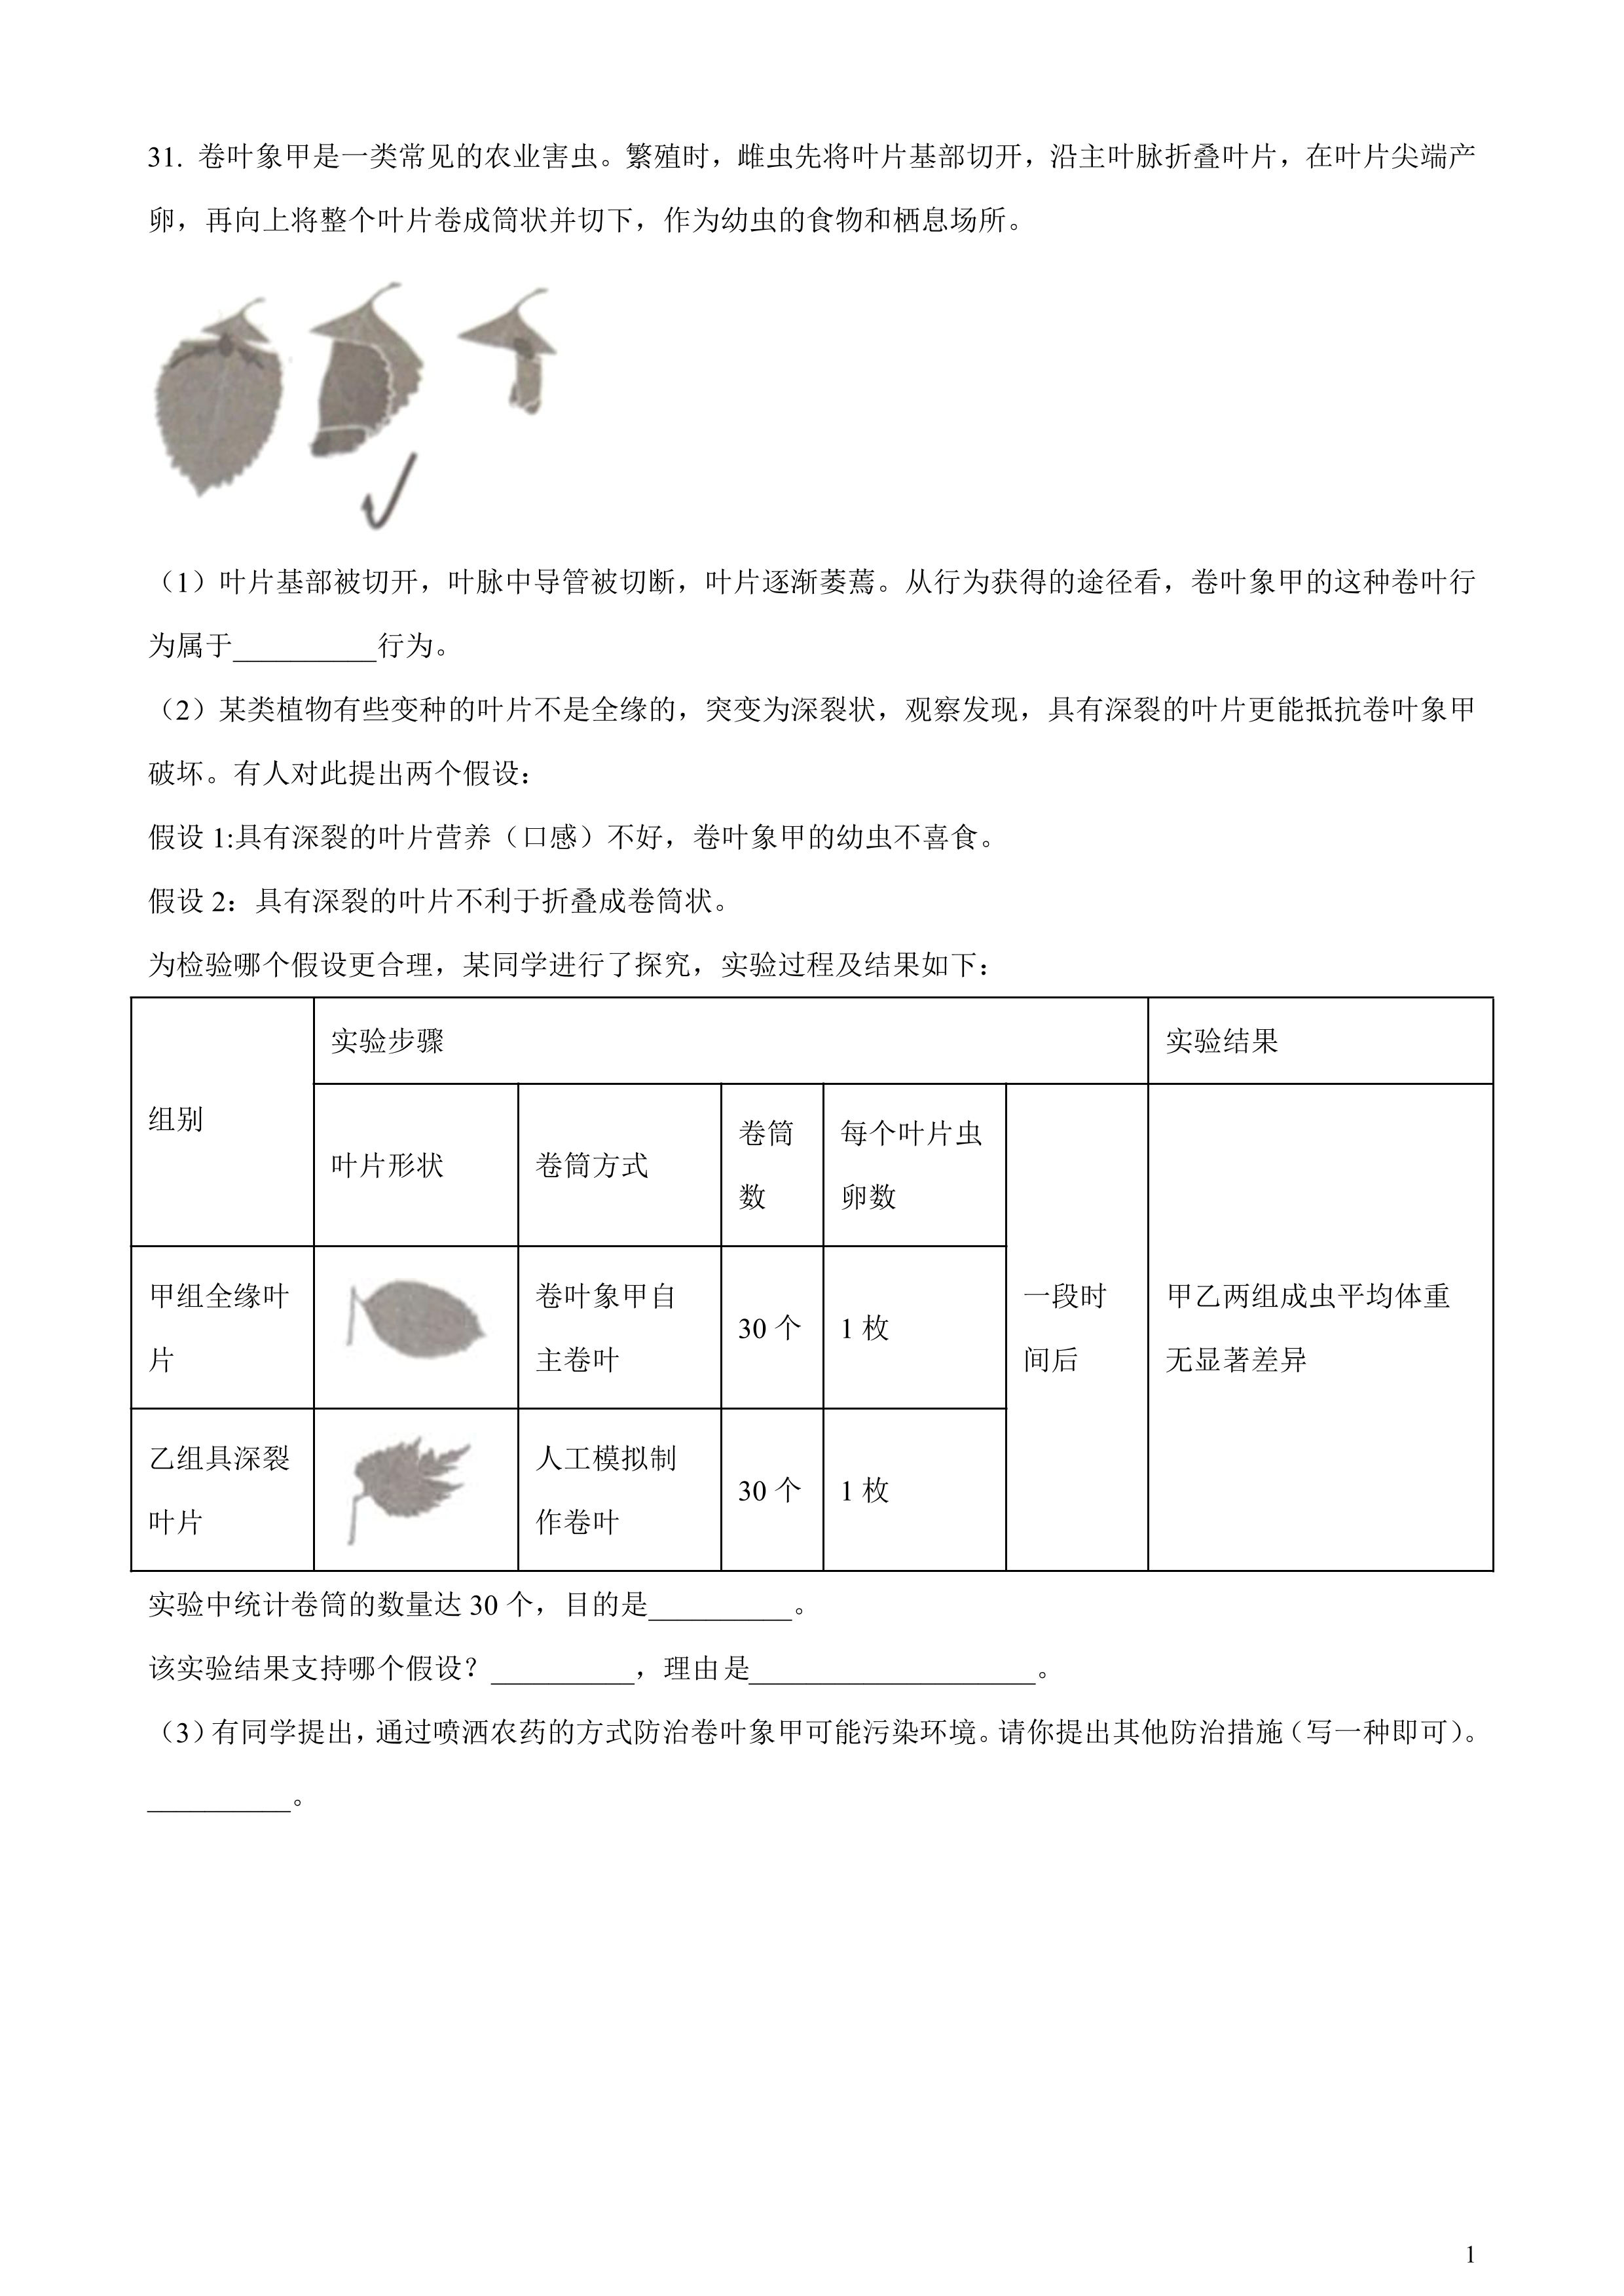 31. 卷叶象甲是一类常见的农业害虫。繁殖时，雌虫先将叶片基部切开，沿主叶脉折叠叶片，在叶片尖端产
卵，再向上将整个叶片卷成筒状并切下，作为幼虫的食物和栖息场所。
（1）叶片基部被切开，叶脉中导管被切断，叶片逐渐萎蔫。从行为获得的途径看，卷叶象甲的这种卷叶行
为属于__________行为。
（2）某类植物有些变种的叶片不是全缘的，突变为深裂状，观察发现，具有深裂的叶片更能抵抗卷叶象甲
破坏。有人对此提出两个假设：
假设1:具有深裂的叶片营养（口感）不好，卷叶象甲的幼虫不喜食。
假设2：具有深裂的叶片不利于折叠成卷筒状。
为检验哪个假设更合理，某同学进行了探究，实验过程及结果如下：
组别
实验步骤
实验结果
叶片形状
卷筒方式
卷筒
数
每个叶片虫
卵数
一段时
间后
甲乙两组成虫平均体重
无显著差异
甲组全缘叶
片
卷叶象甲自
主卷叶
30个
1枚
乙组具深裂
叶片
人工模拟制
作卷叶
30个
1枚
实验中统计卷筒的数量达30个，目的是__________。
该实验结果支持哪个假设？__________，理由是____________________。
（3）有同学提出，通过喷洒农药的方式防治卷叶象甲可能污染环境。请你提出其他防治措施（写一种即可）。
__________。
1